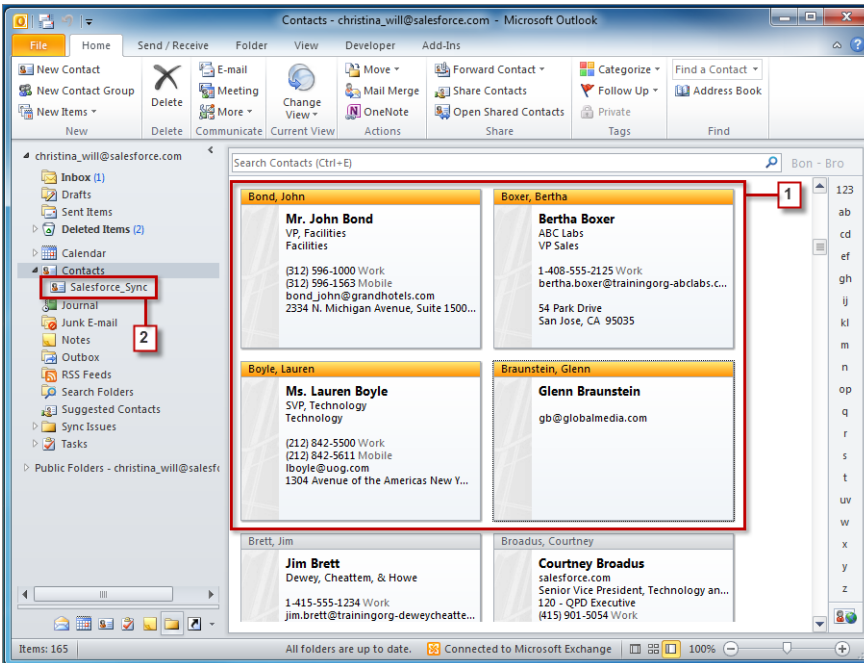 Contacts - christina_will@salesforce.com - Microsoft Outlook
File Home Send / Receive Folder View Developer Add-Ins
New Contact
New Contact Group
New Items
New
Delete
Delete
E-mail
Meeting
More
Communicate
Change
View
Current View
Move
Mail Merge
OneNote
Actions
Forward Contact
Share Contacts
Open Shared Contacts
Share
Categorize
Follow Up
Private
Tags
Find a Contact
Address Book
Find
christina_will@salesforce.com
Inbox (1)
Drafts
Sent Items
Deleted Items (2)
Calendar
Contacts
Salesforce_Sync
2
Journal
Junk E-mail
Notes
Outbox
RSS Feeds
Search Folders
Suggested Contacts
Sync Issues
Tasks
Public Folders - christina_will@salesf
Search Contacts (Ctrl+E)
Bon - Bro
1
Bond, John
Mr. John Bond
VP, Facilities
Facilities
(312) 596-1000 Work
(312) 596-1563 Mobile
bond_john@grandhotels.com
2334 N. Michigan Avenue, Suite 1500...
Boxer, Bertha
Bertha Boxer
ABC Labs
VP Sales
1-408-555-2125 Work
bertha.boxer@trainingorg-abclabs.c...
54 Park Drive
San Jose, CA 95035
Boyle, Lauren
Ms. Lauren Boyle
SVP, Technology
Technology
(212) 842-5500 Work
(212) 842-5611 Mobile
lboyle@uog.com
1304 Avenue of the Americas New Y...
Braunstein, Glenn
Glenn Braunstein
gb@globalmedia.com
Brett, Jim
Jim Brett
Dewey, Cheattem, & Howe
1-415-555-1234 Work
jim.brett@trainingorg-deweycheatte...
Broadus, Courtney
Courtney Broadus
salesforce.com
Senior Vice President, Technology an...
120 - QPD Executive
(415) 901-5054 Work
123
ab
cd
ef
gh
ij
kl
m
n
op
q
r
s
t
uv
w
x
y
z
Items: 165
All folders are up to date.
Connected to Microsoft Exchange
100%